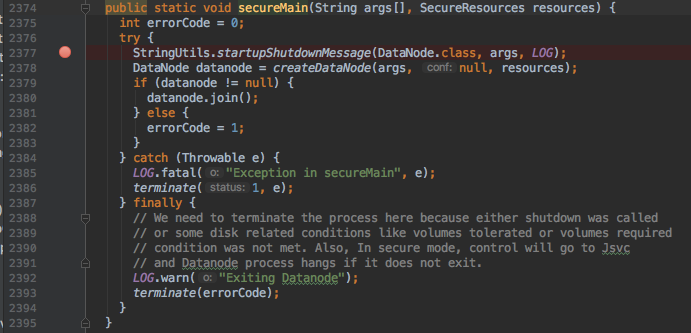 2374 public static void secureMain(String args[], SecureResources resources) {
2375 int errorCode = 0;
2376 try {
2377 StringUtils.startupShutdownMessage(DataNode.class, args, LOG);
2378 DataNode datanode = createDataNode(args, conf: null, resources);
2379 if (datanode != null) {
2380 datanode.join();
2381 } else {
2382 errorCode = 1;
2383 }
2384 } catch (Throwable e) {
2385 LOG.fatal( o: "Exception in secureMain", e);
2386 terminate( status: 1, e);
2387 } finally {
2388 // We need to terminate the process here because either shutdown was called
2389 // or some disk related conditions like volumes tolerated or volumes required
2390 // condition was not met. Also, In secure mode, control will go to Jsvc
2391 // and Datanode process hangs if it does not exit.
2392 LOG.warn( o: "Exiting Datanode");
2393 terminate(errorCode);
2394 }
2395 }